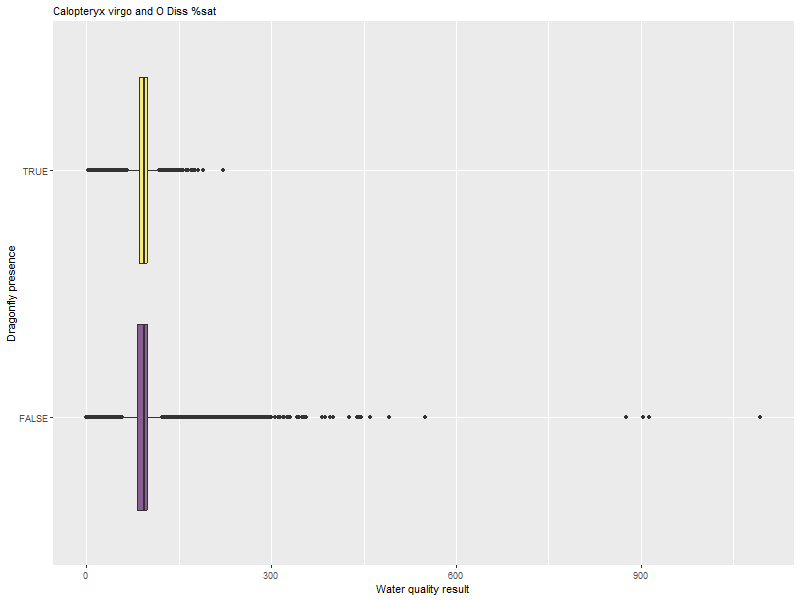 Calopteryx virgo and O Diss %sat
TRUE
FALSE
Dragonfly presence
0 300 600 900
Water quality result